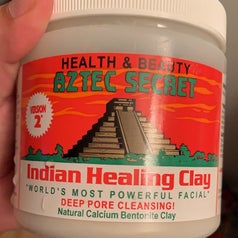 HEALTH & BEAUTY
AZTEC SECRET
VERSION
2"
Indian Healing Clay
"WORLD'S MOST POWERFUL FACIAL"
DEEP PORE CLEANSING!
Natural Calcium Bentonite Clay